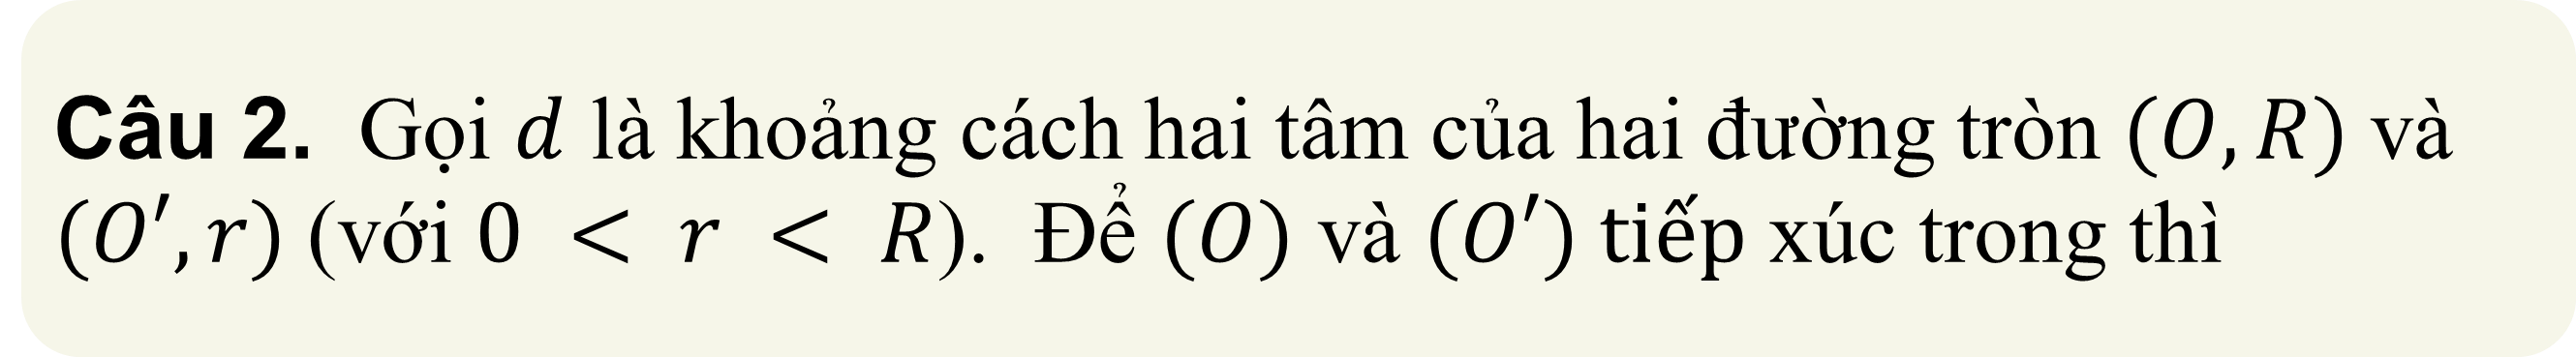 Câu 2. Gọi d là khoảng cách hai tâm của hai đường tròn (O, R) và
(O′, r) (với 0 < r < R). Để (O) và (O′) tiếp xúc trong thì